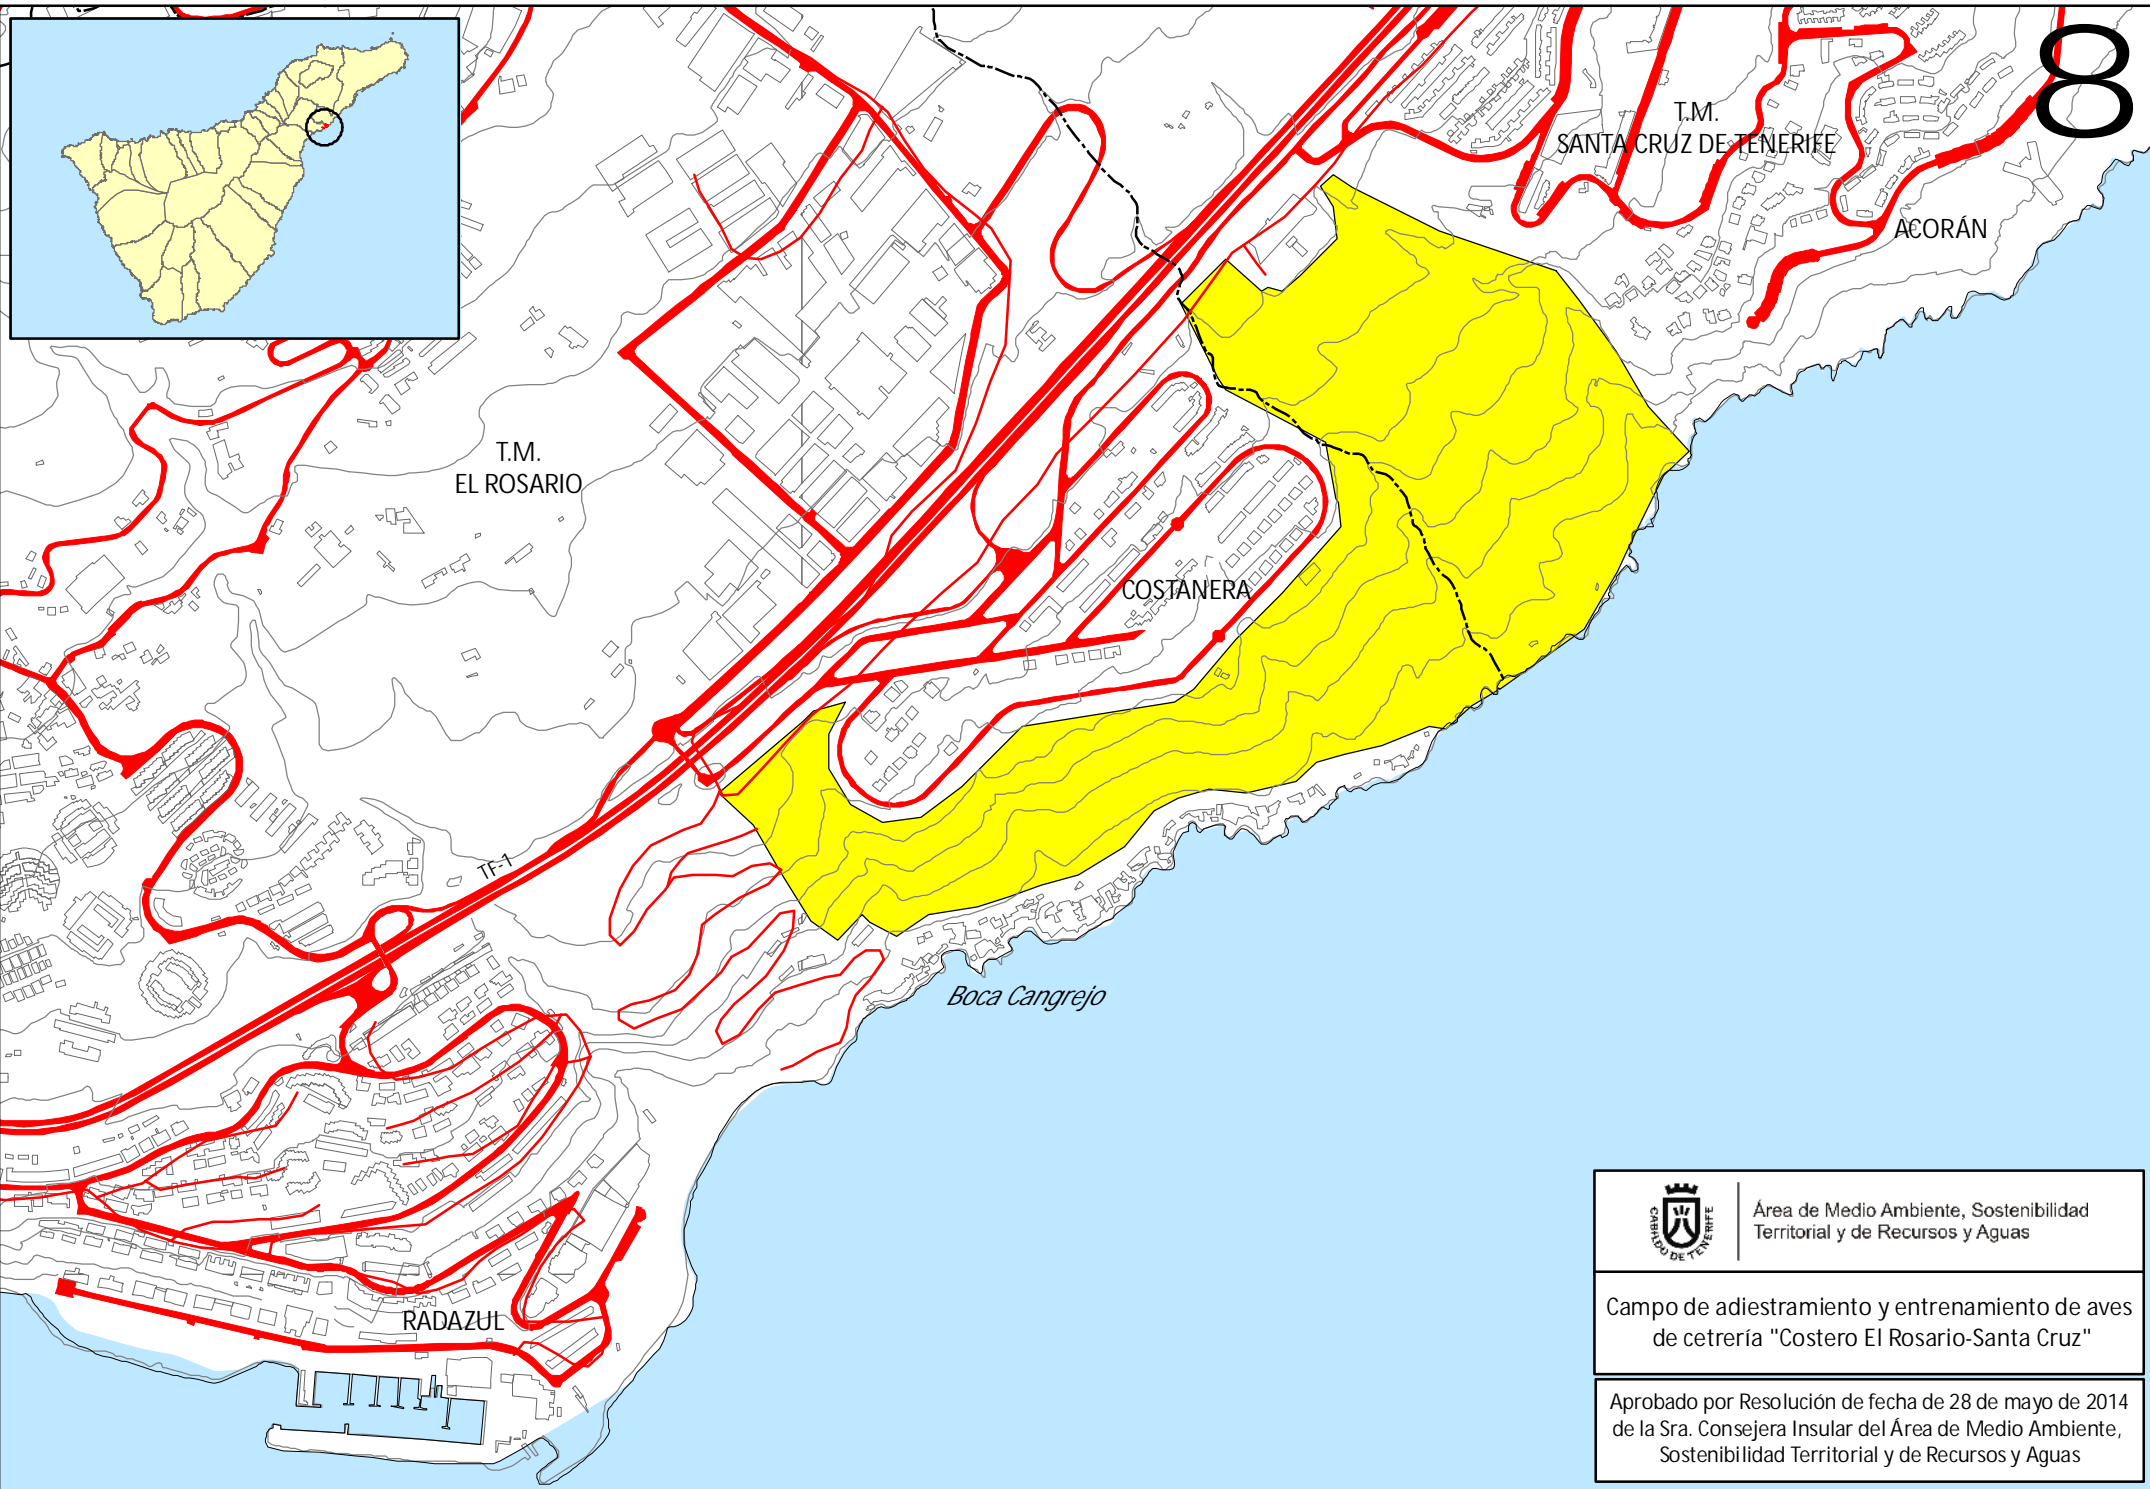 8
T.M.
SANTA CRUZ DE TENERIFE
ACORÁN
T.M.
EL ROSARIO
COSTANERA
TF-1
Boca Cangrejo
RADAZUL
CABILDO DE TENERIFE
Área de Medio Ambiente, Sostenibilidad
Territorial y de Recursos y Aguas
Campo de adiestramiento y entrenamiento de aves
de cetrería "Costero El Rosario-Santa Cruz"
Aprobado por Resolución de fecha de 28 de mayo de 2014
de la Sra. Consejera Insular del Área de Medio Ambiente,
Sostenibilidad Territorial y de Recursos y Aguas